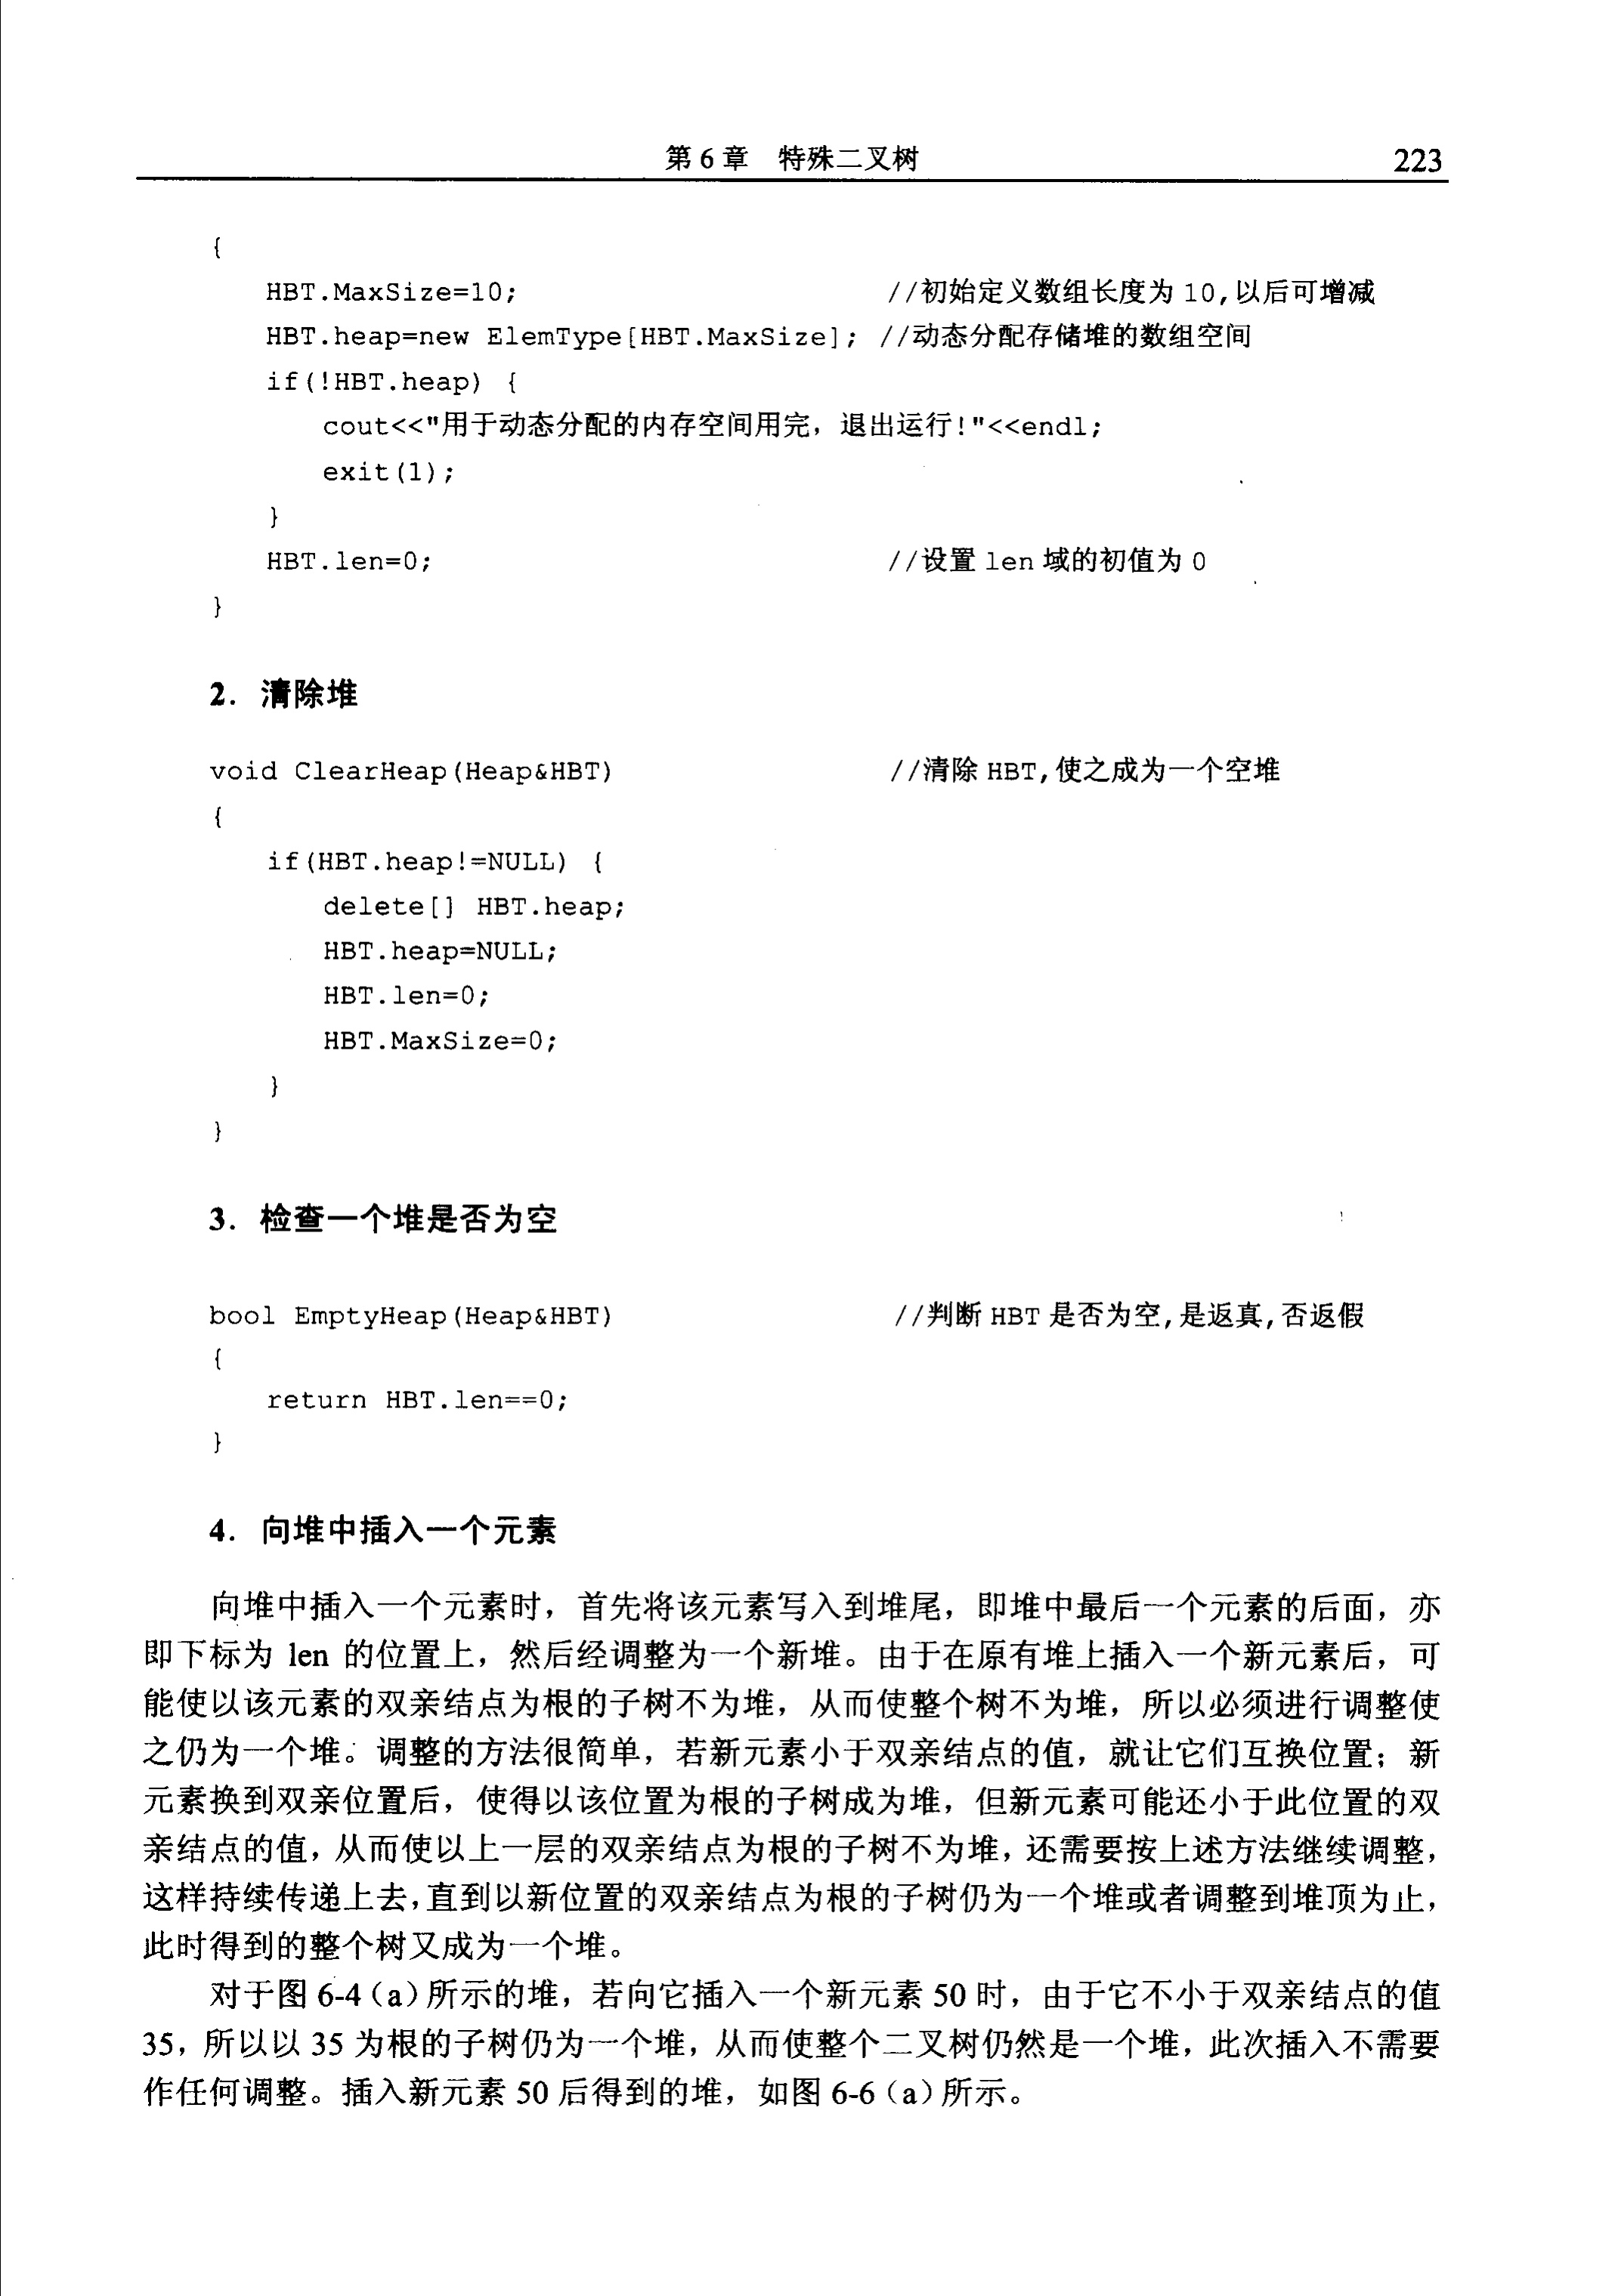 第 6 章　特殊二叉树
223
{
HBT.MaxSize=10; //初始定义数组长度为 10,以后可增减
HBT.heap=new ElemType[HBT.MaxSize]; //动态分配存储堆的数组空间
if(!HBT.heap) {
cout<<"用于动态分配的内存空间用完，退出运行!"<<endl;
exit(1);
}
HBT.len=0; //设置 len 域的初值为 0
}
2．清除堆
void ClearHeap(Heap&HBT) //清除 HBT,使之成为一个空堆
{
if(HBT.heap!=NULL) {
delete[] HBT.heap;
HBT.heap=NULL;
HBT.len=0;
HBT.MaxSize=0;
}
}
3．检查一个堆是否为空
bool EmptyHeap(Heap&HBT) //判断 HBT 是否为空,是返真,否返假
{
return HBT.len==0;
}
4．向堆中插入一个元素
向堆中插入一个元素时，首先将该元素写入到堆尾，即堆中最后一个元素的后面，亦
即下标为 len 的位置上，然后经调整为一个新堆。由于在原有堆上插入一个新元素后，可
能使以该元素的双亲结点为根的子树不为堆，从而使整个树不为堆，所以必须进行调整使
之仍为一个堆。调整的方法很简单，若新元素小于双亲结点的值，就让它们互换位置；新
元素换到双亲位置后，使得以该位置为根的子树成为堆，但新元素可能还小于此位置的双
亲结点的值，从而使以上一层的双亲结点为根的子树不为堆，还需要按上述方法继续调整，
这样持续传递上去，直到以新位置的双亲结点为根的子树仍为一个堆或者调整到堆顶为止，
此时得到的整个树又成为一个堆。
对于图 6-4（a）所示的堆，若向它插入一个新元素 50 时，由于它不小于双亲结点的值
35，所以以 35 为根的子树仍为一个堆，从而使整个二叉树仍然是一个堆，此次插入不需要
作任何调整。插入新元素 50 后得到的堆，如图 6-6（a）所示。